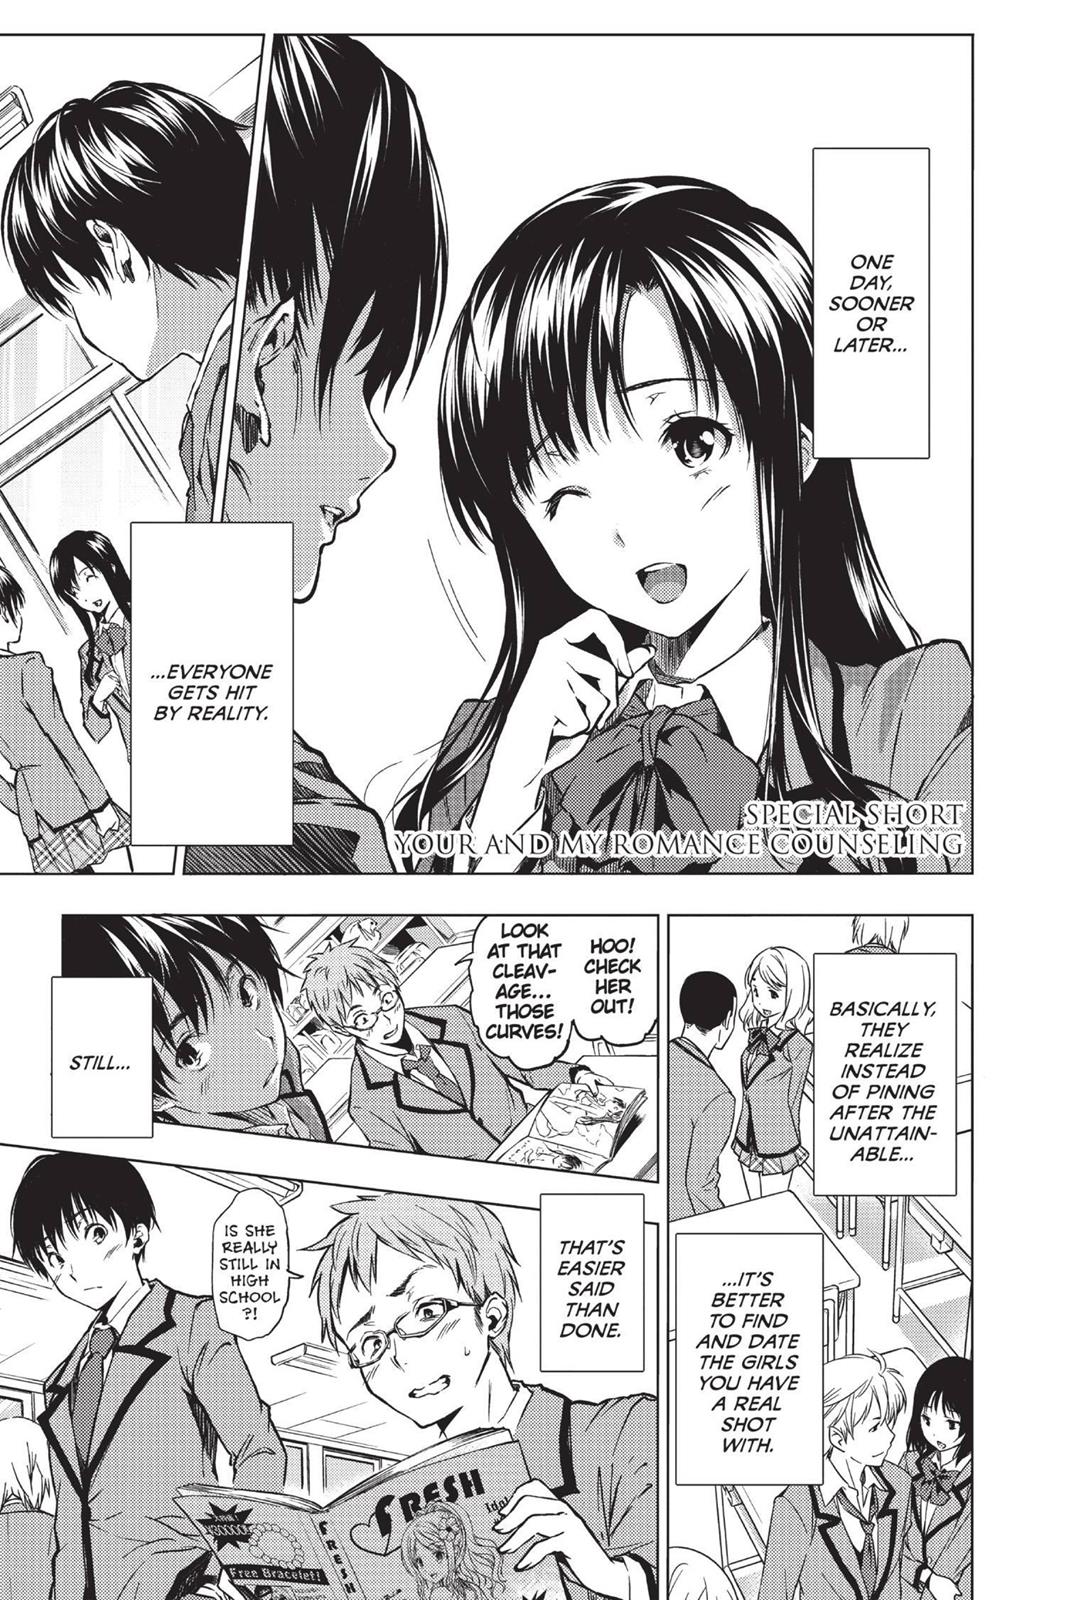 ONE
DAY,
SOONER
OR
LATER...
...EVERYONE
GETS HIT
BY REALITY.
SPECIAL SHORT
YOUR AND MY ROMANCE COUNSELING
BASICALLY,
THEY
REALIZE
INSTEAD
OF PINING
AFTER THE
UNATTAIN-
ABLE...
...IT'S
BETTER
TO FIND
AND DATE
THE GIRLS
YOU HAVE
A REAL
SHOT
WITH.
HOO!
CHECK
HER
OUT!
LOOK
AT THAT
CLEAV-
AGE...
THOSE
CURVES!
STILL...
THAT'S
EASIER
SAID
THAN
DONE.
IS SHE
REALLY
STILL IN
HIGH
SCHOOL
?!
FRESH
Idol
FRESH
30000
Free Bracelet!